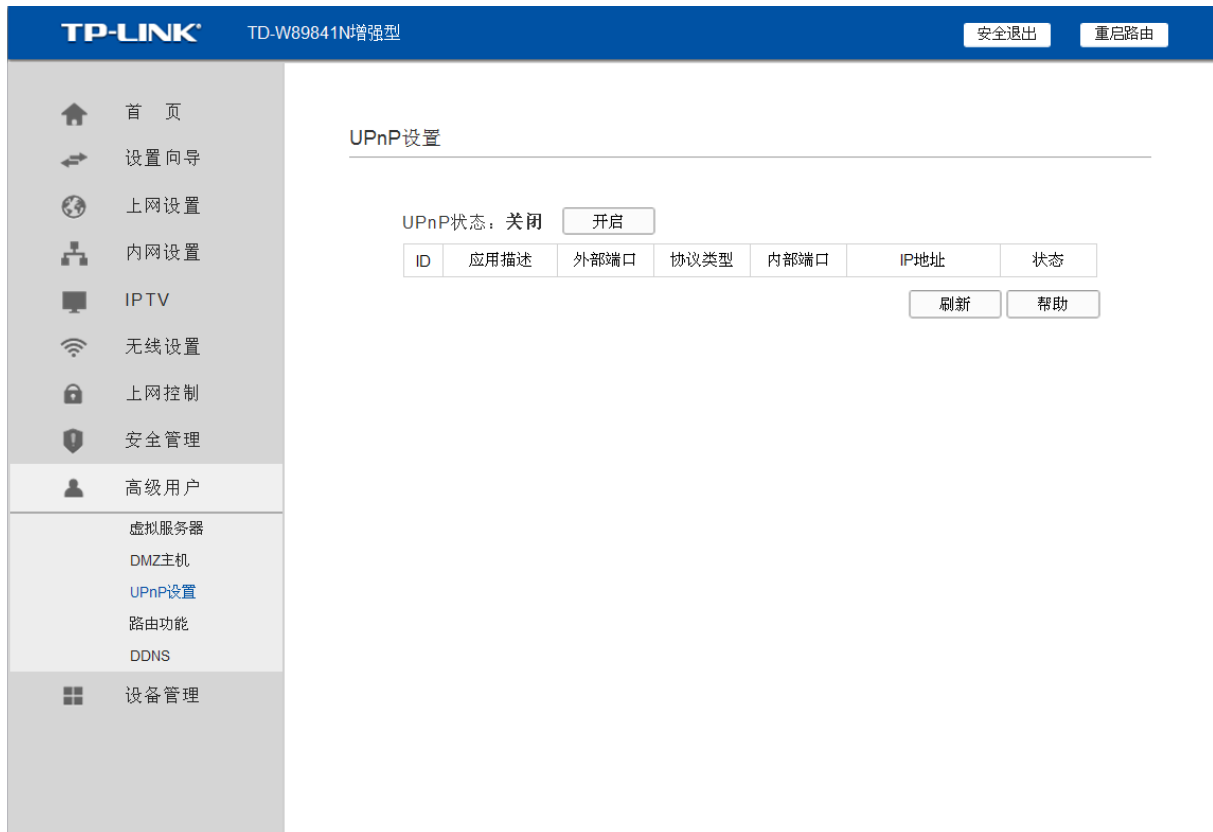 TP-LINK TD-W89841N增强型 安全退出 重启路由
首 页
设置向导
上网设置
内网设置
IPTV
无线设置
上网控制
安全管理
高级用户
虚拟服务器
DMZ主机
UPnP设置
路由功能
DDNS
设备管理
UPnP设置
UPnP状态：关闭 开启
ID 应用描述 外部端口 协议类型 内部端口 IP地址 状态
刷新 帮助